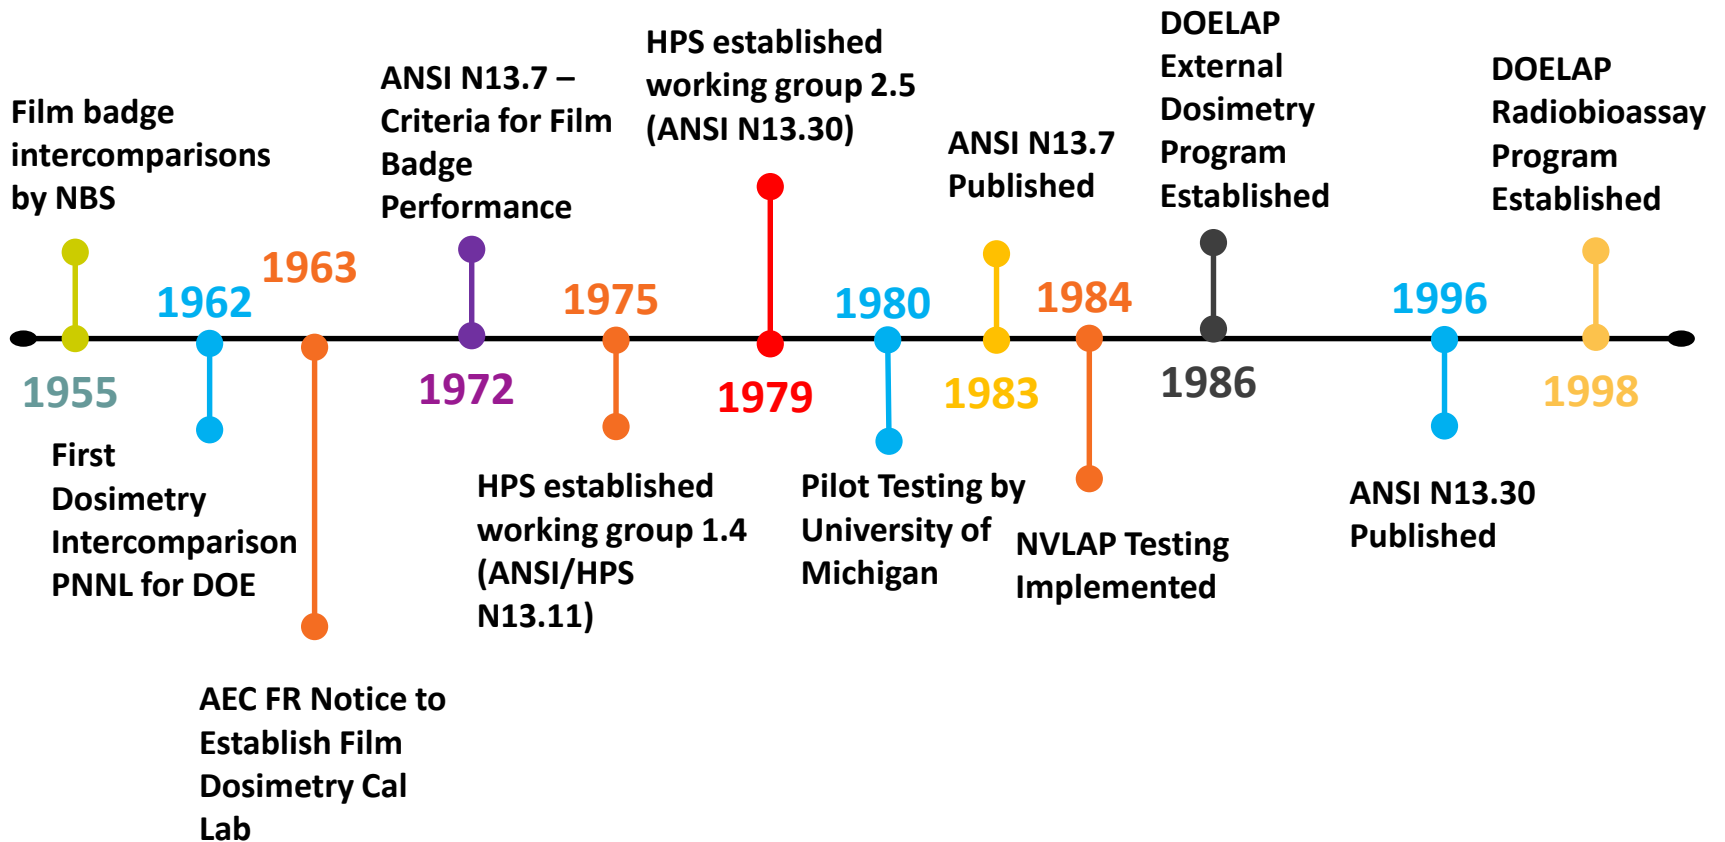 Film badge
intercomparisons
by NBS
1955
1962
First
Dosimetry
Intercomparison
PNNL for DOE
1963
AEC FR Notice to
Establish Film
Dosimetry Cal
Lab
ANSI N13.7 –
Criteria for Film
Badge
Performance
1972
1975
HPS established
working group 1.4
(ANSI/HPS
N13.11)
HPS established
working group 2.5
(ANSI N13.30)
1979
1980
Pilot Testing by
University of
Michigan
ANSI N13.7
Published
1983
1984
NVLAP Testing
Implemented
DOELAP
External
Dosimetry
Program
Established
1986
1996
ANSI N13.30
Published
DOELAP
Radiobioassay
Program
Established
1998